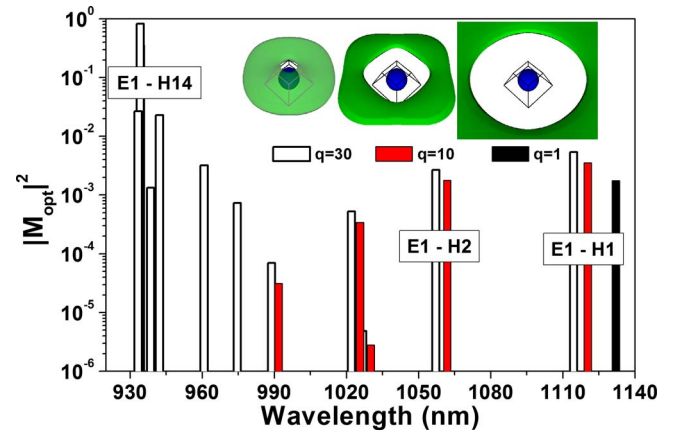 |M_opt|^2
10^0
10^-1
10^-2
10^-3
10^-4
10^-5
10^-6
E1 - H14
q=30 q=10 q=1
E1 - H2
E1 - H1
930 960 990 1020 1050 1080 1110 1140
Wavelength (nm)